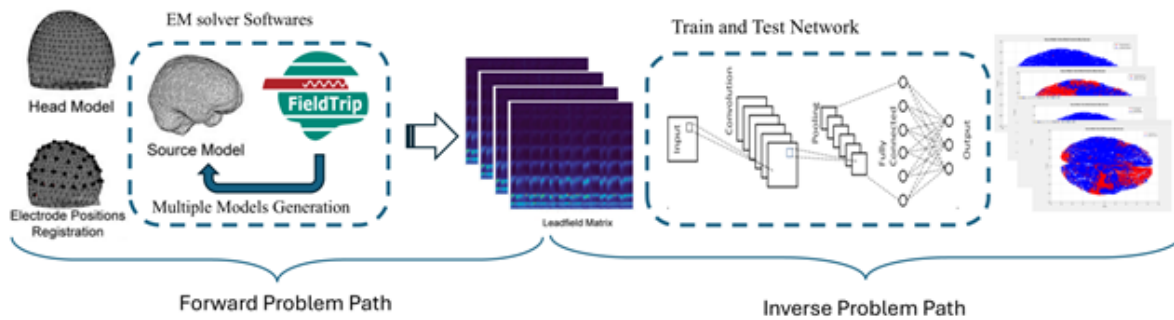 EM solver Softwares
Head Model
Electrode Positions
Registration
Source Model
FieldTrip
Multiple Models Generation
Leadfield Matrix
Train and Test Network
Input
Convolution
Pooling
Fully
Connected
Output
Forward Problem Path
Inverse Problem Path